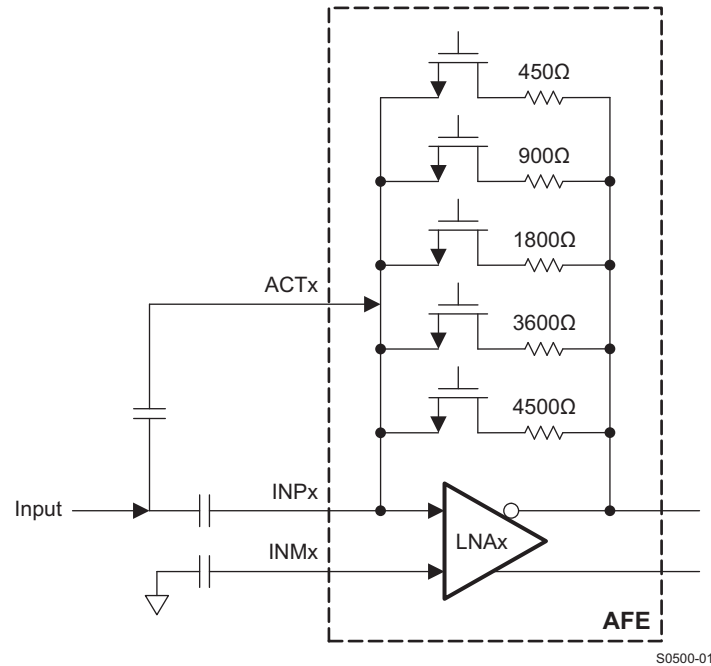 450Ω
900Ω
1800Ω
ACTx
3600Ω
4500Ω
Input
INPx
LNAx
INMx
AFE
S0500-01